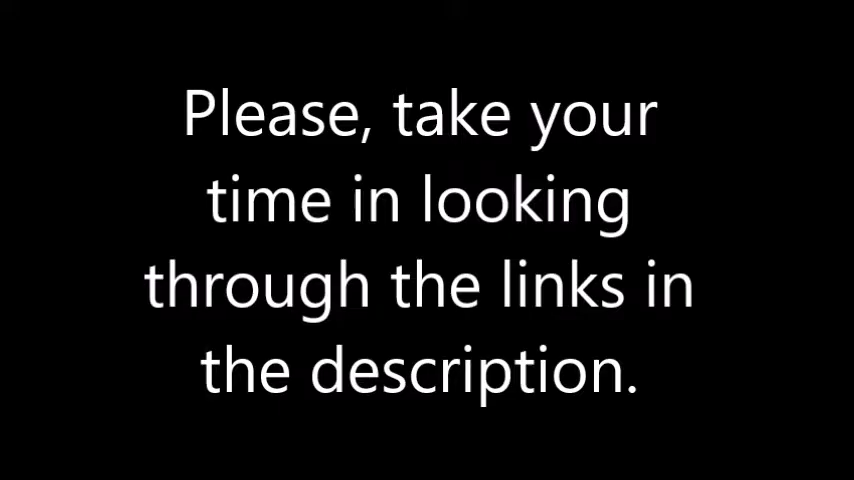 Please, take your
time in looking
through the links in
the description.